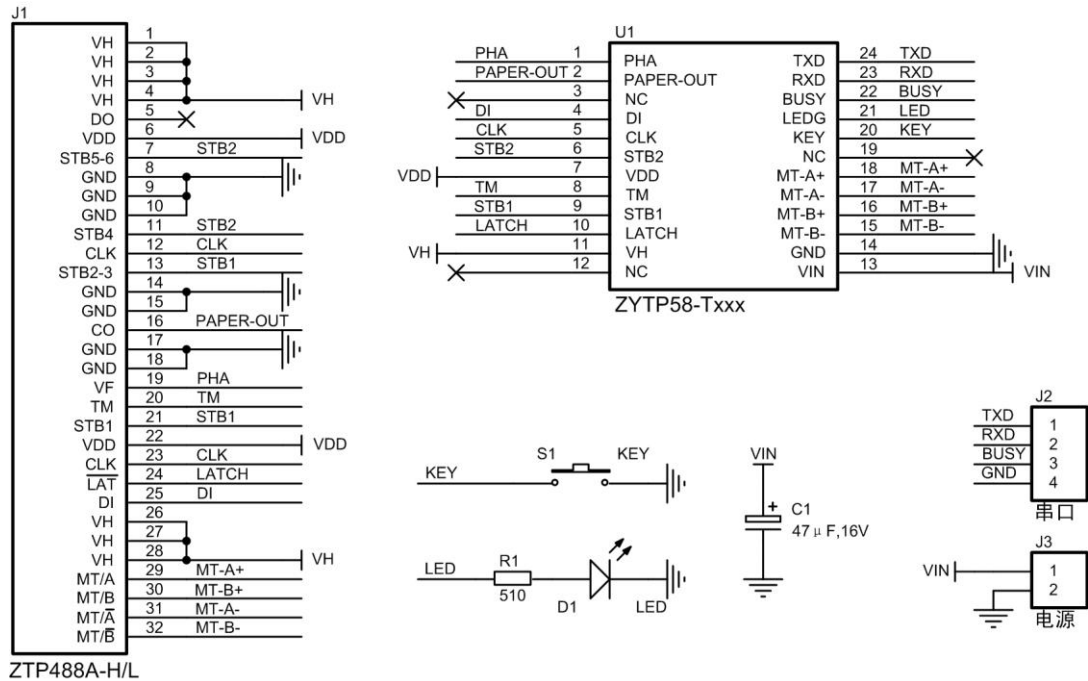 J1
VH 1
VH 2
VH 3
VH 4 VH
DO 5
VDD 6 VDD
STB5-6 7 STB2
GND 8
GND 9
GND 10
STB4 11 STB2
CLK 12 CLK
STB2-3 13 STB1
GND 14
GND 15
CO 16 PAPER-OUT
GND 17
GND 18
VF 19 PHA
TM 20 TM
STB1 21 STB1
VDD 22 VDD
CLK 23 CLK
L̅A̅T̅ 24 LATCH
DI 25 DI
VH 26
VH 27
VH 28 VH
MT/A 29 MT-A+
MT/B 30 MT-B+
MT/A̅ 31 MT-A-
MT/B̅ 32 MT-B-
ZTP488A-H/L
U1
PHA 1 PHA TXD 24 TXD
PAPER-OUT 2 PAPER-OUT RXD 23 RXD
3 NC BUSY 22 BUSY
DI 4 DI LEDG 21 LED
CLK 5 CLK KEY 20 KEY
STB2 6 STB2 NC 19
VDD 7 VDD MT-A+ 18 MT-A+
TM 8 TM MT-A- 17 MT-A-
STB1 9 STB1 MT-B+ 16 MT-B+
LATCH 10 LATCH MT-B- 15 MT-B-
VH 11 VH GND 14
12 NC VIN 13 VIN
ZYTP58-Txxx
S1
KEY KEY
LED R1
510 D1 LED
VIN
+ C1
47μF,16V
J2
TXD 1
RXD 2
BUSY 3
GND 4
串口
J3
VIN 1
2
电源